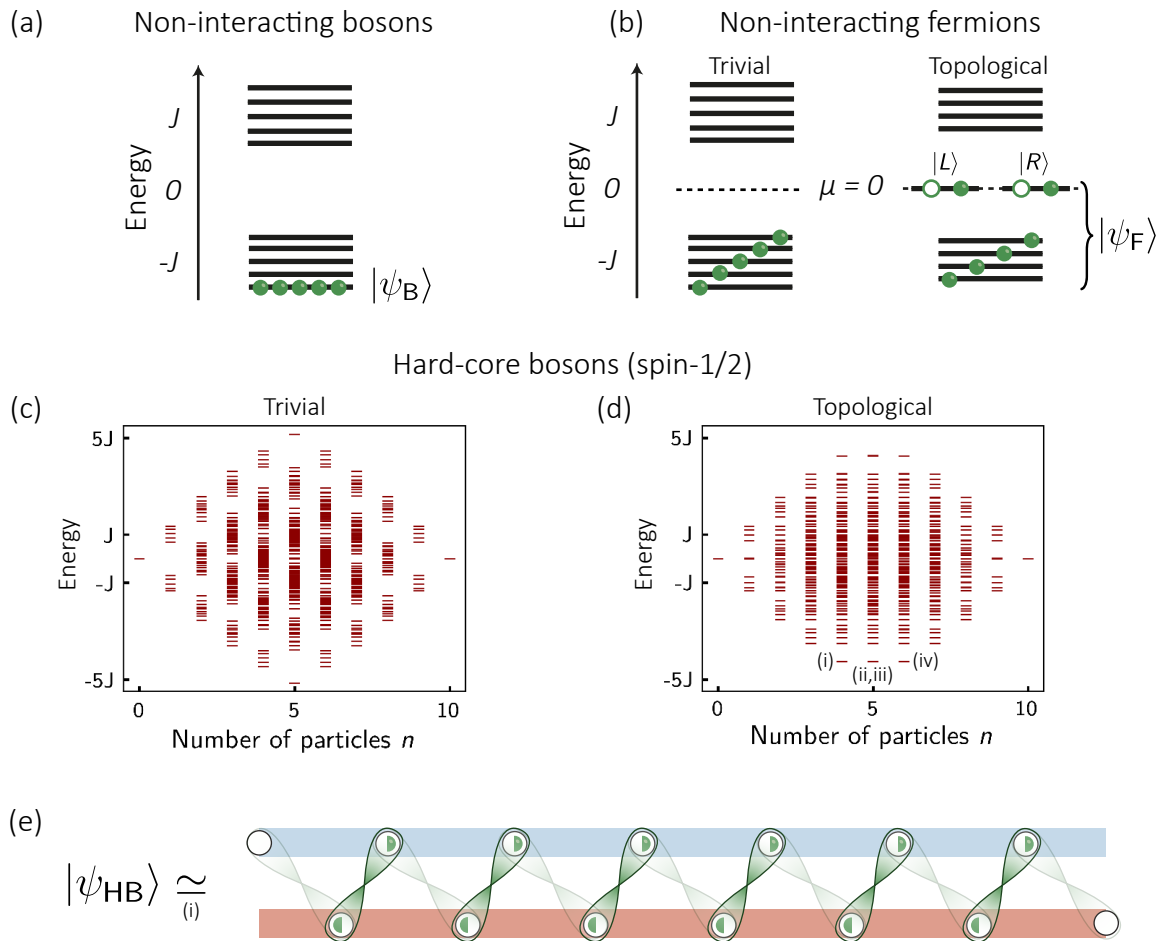 (a) Non-interacting bosons
Energy
J
0
-J
|ψB⟩
(b) Non-interacting fermions
Trivial
Topological
Energy
J
0
-J
μ = 0
|L⟩
|R⟩
|ψF⟩
Hard-core bosons (spin-1/2)
(c) Trivial
Energy
5J
J
-J
-5J
0 5 10
Number of particles n
(d) Topological
Energy
5J
J
-J
-5J
(i)
(ii,iii)
(iv)
0 5 10
Number of particles n
(e)
|ψHB⟩ ≃
(i)